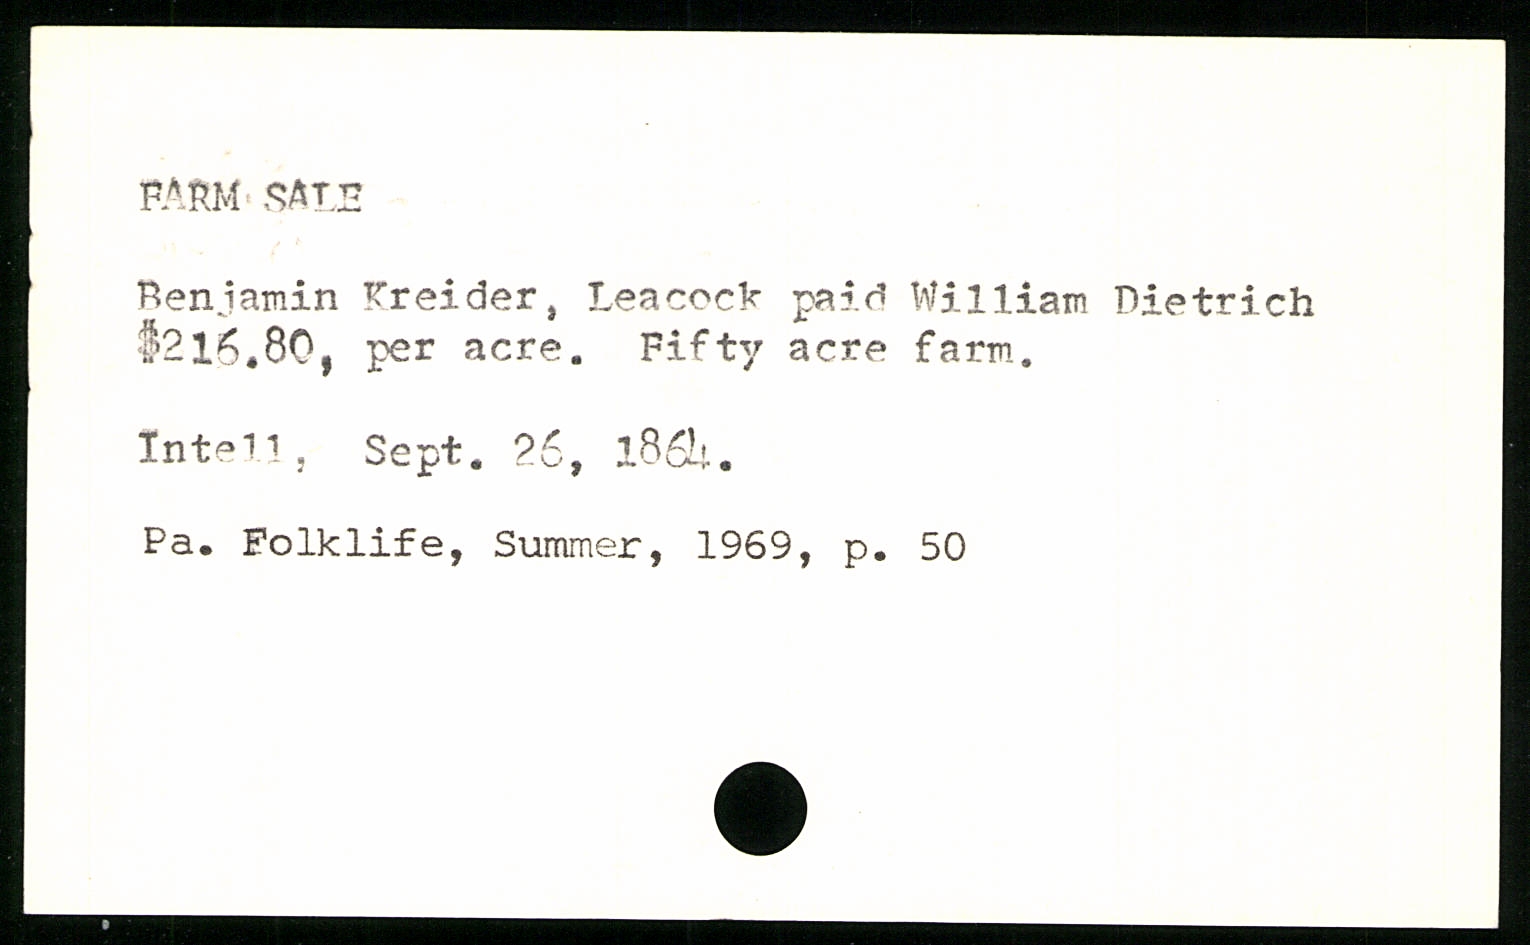 FARM SALE
Benjamin Kreider, Leacock paid William Dietrich
$216.80, per acre. Fifty acre farm.
Intell, Sept. 26, 1864.
Pa. Folklife, Summer, 1969, p. 50